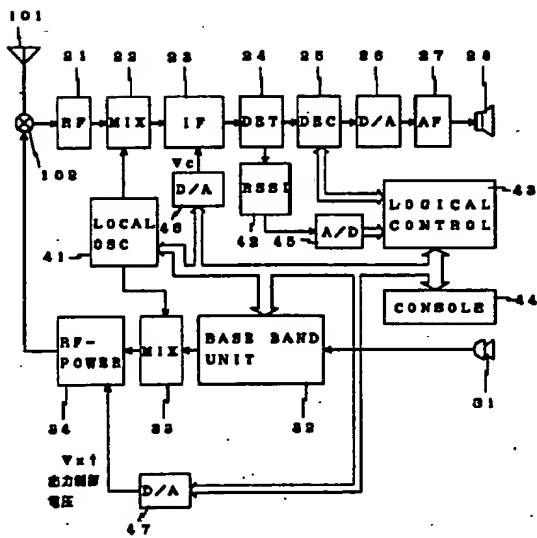 101
21 22 23 24 25 26 27 28
RF MIX IF DET DEC D/A AF
102
Vc
D/A
46
RSSI
42
45
A/D
LOGICAL
CONTROL
43
LOCAL
OSC
41
CONSOLE
44
RF-
POWER
34
MIX
33
BASE BAND
UNIT
32
31
Vx↑
出力制御
電圧
D/A
47